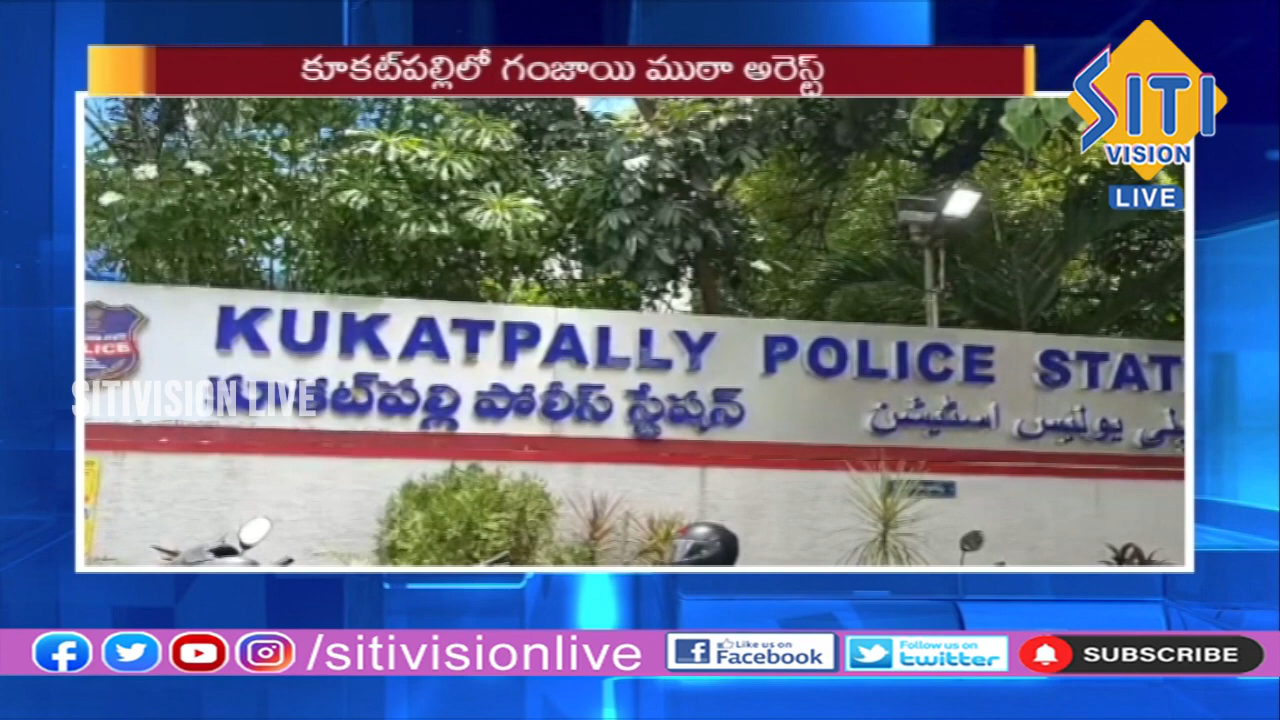 కూకట్‌పల్లిలో గంజాయి ముఠా అరెస్ట్
SITI
VISION
LIVE
KUKATPALLY POLICE STAT
POLICE
SITIVISION LIVE
పోలీస్ స్టేషన్
پولیس اسٹیشن
/sitivisionlive
Like us on
Facebook
Follow us on
twitter
SUBSCRIBE